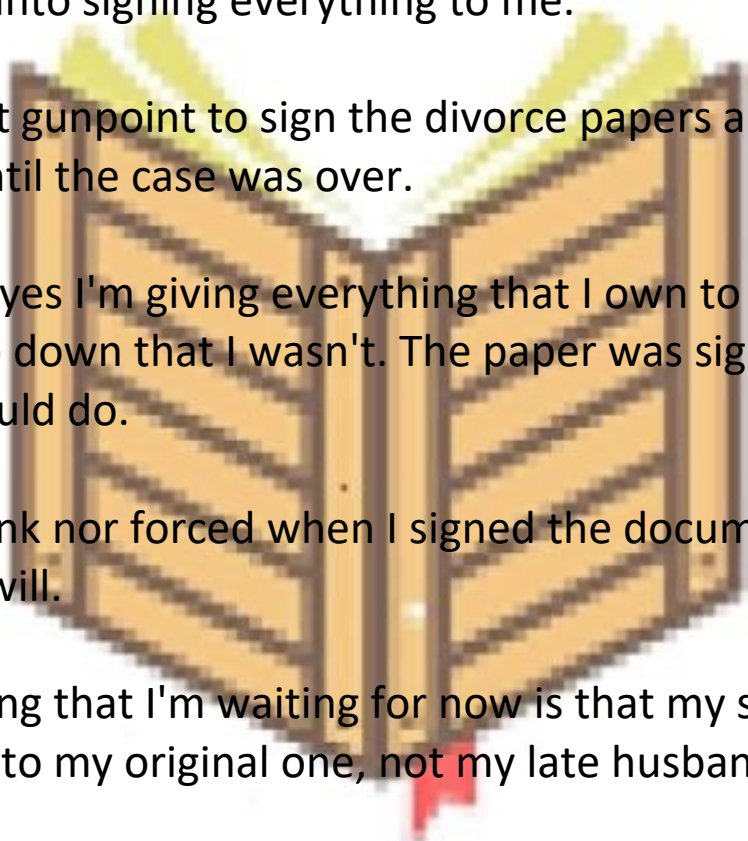 into signing everything to me.
t gunpoint to sign the divorce papers a
til the case was over.
yes I'm giving everything that I own to
down that I wasn't. The paper was sig
uld do.
nk nor forced when I signed the docum
will.
ng that I'm waiting for now is that my s
to my original one, not my late husban